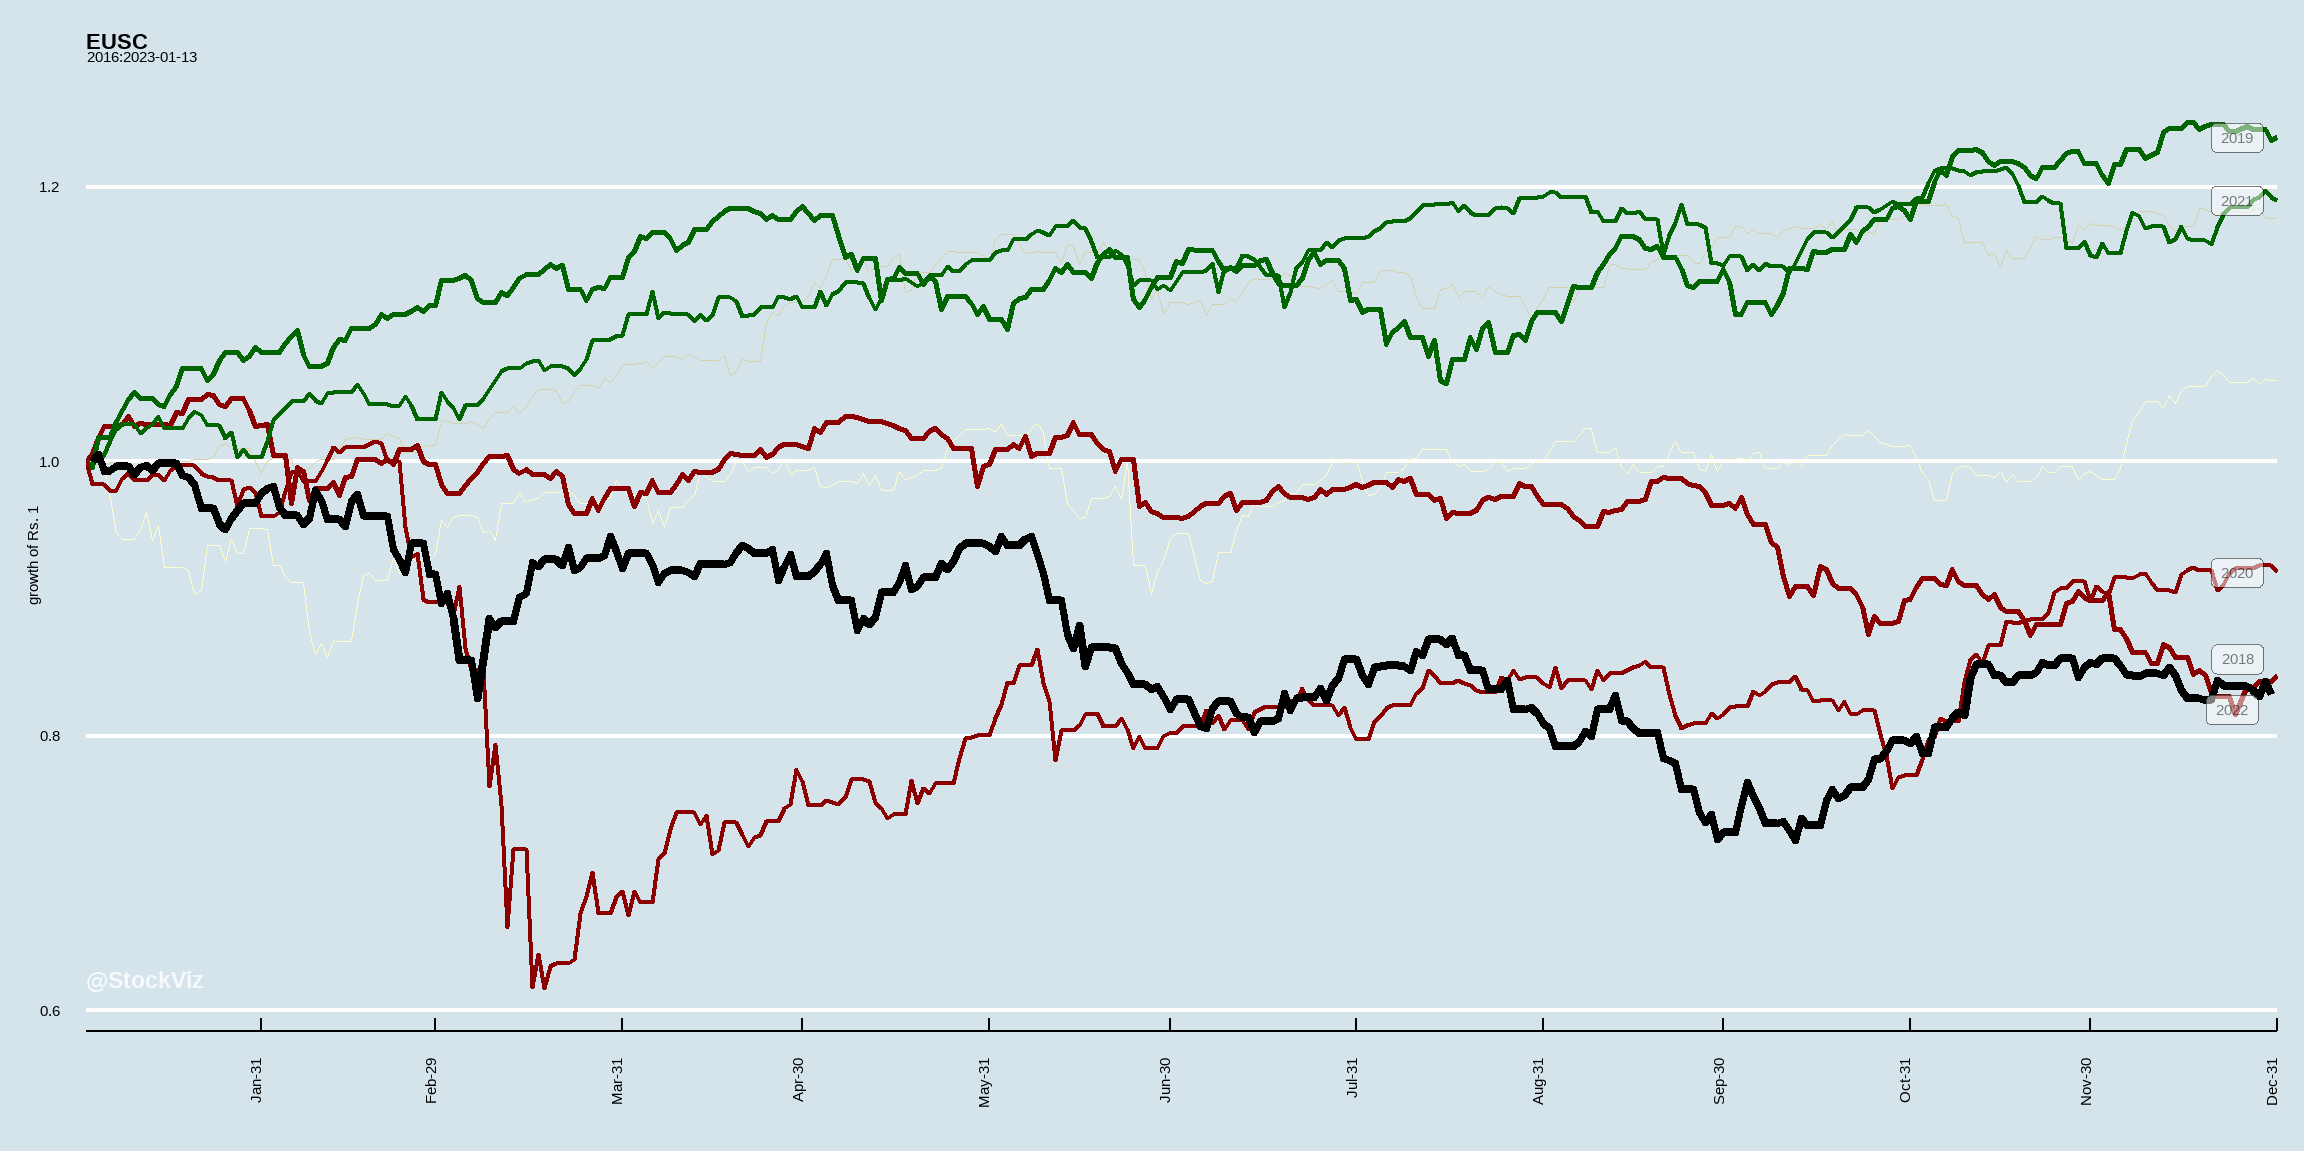 EUSC
2016:2023-01-13
growth of Rs. 1
1.2
1.0
0.8
0.6
2019
2021
2020
2018
2022
@StockViz
Jan-31
Feb-29
Mar-31
Apr-30
May-31
Jun-30
Jul-31
Aug-31
Sep-30
Oct-31
Nov-30
Dec-31